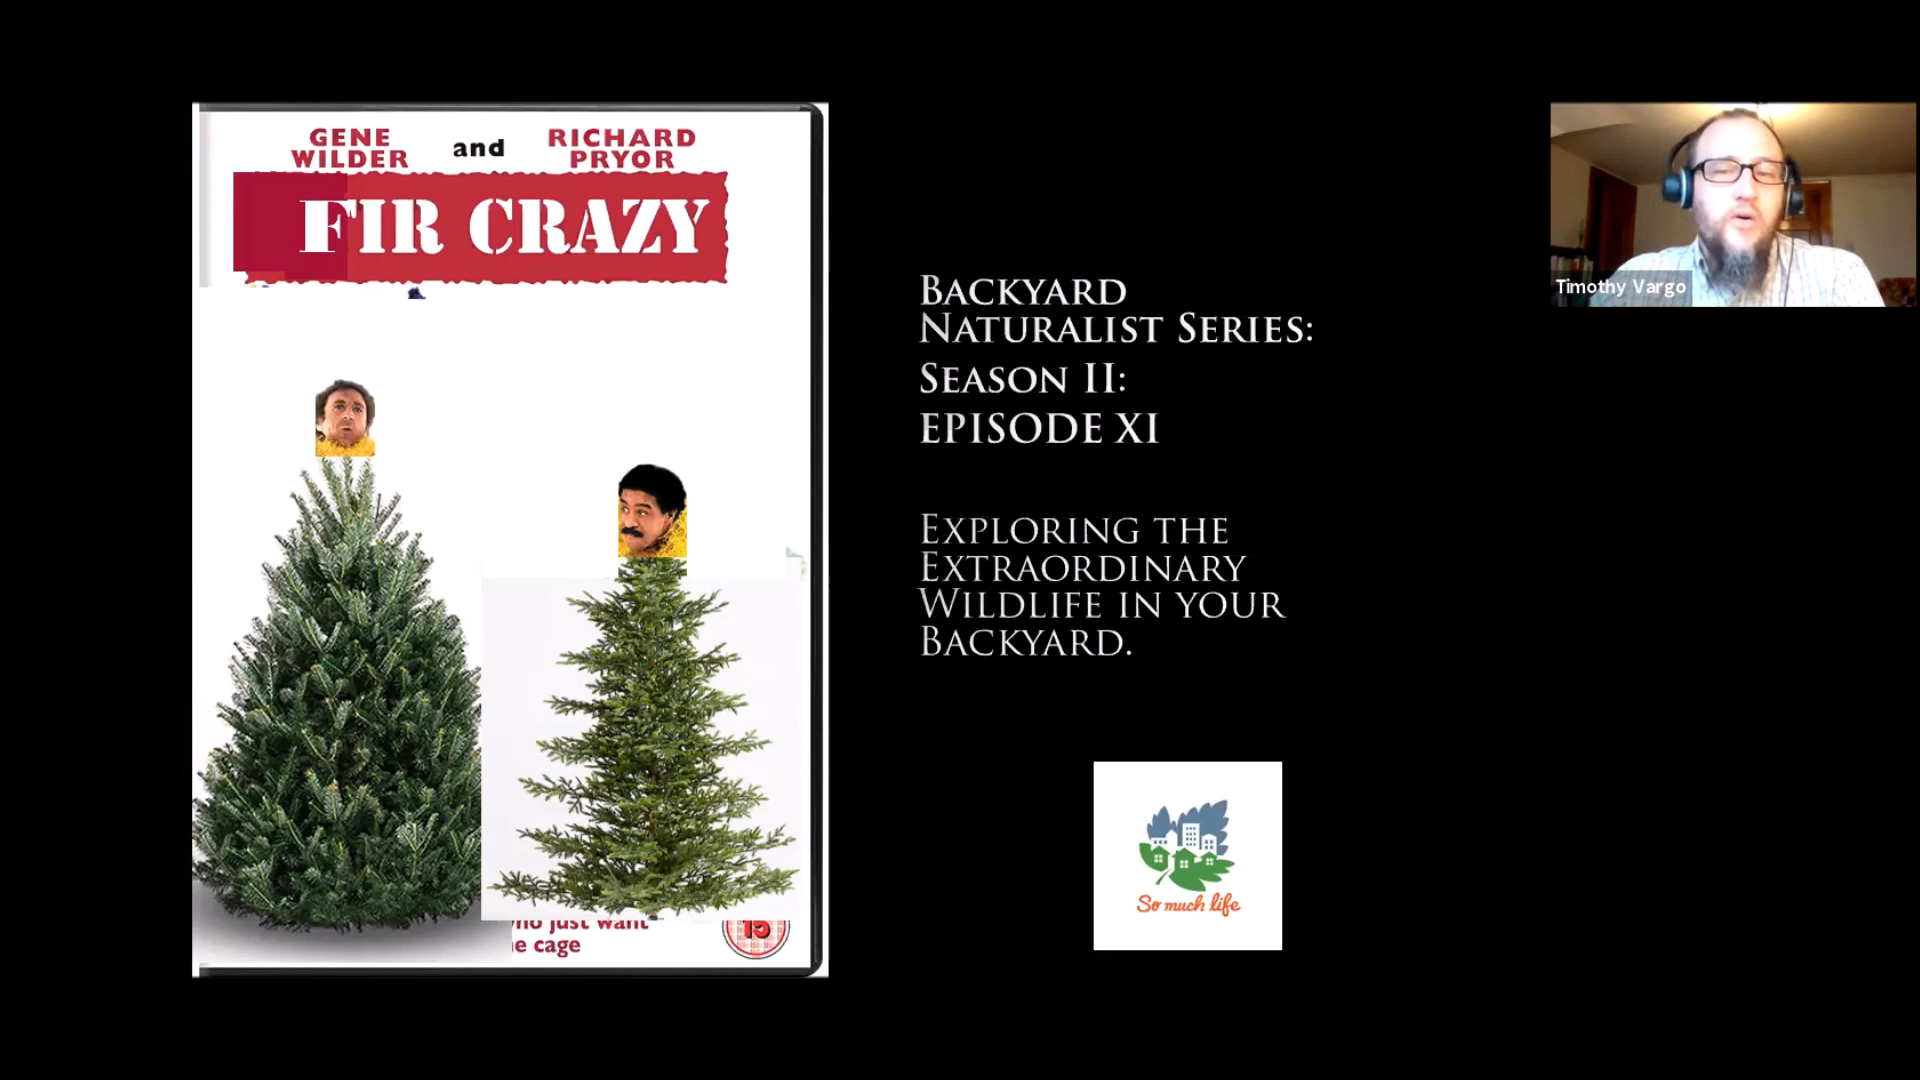 GENE WILDER and RICHARD PRYOR
FIR CRAZY
who just want
he cage
15
BACKYARD
NATURALIST SERIES:
SEASON II:
EPISODE XI
EXPLORING THE
EXTRAORDINARY
WILDLIFE IN YOUR
BACKYARD.
So much life
Timothy Vargo